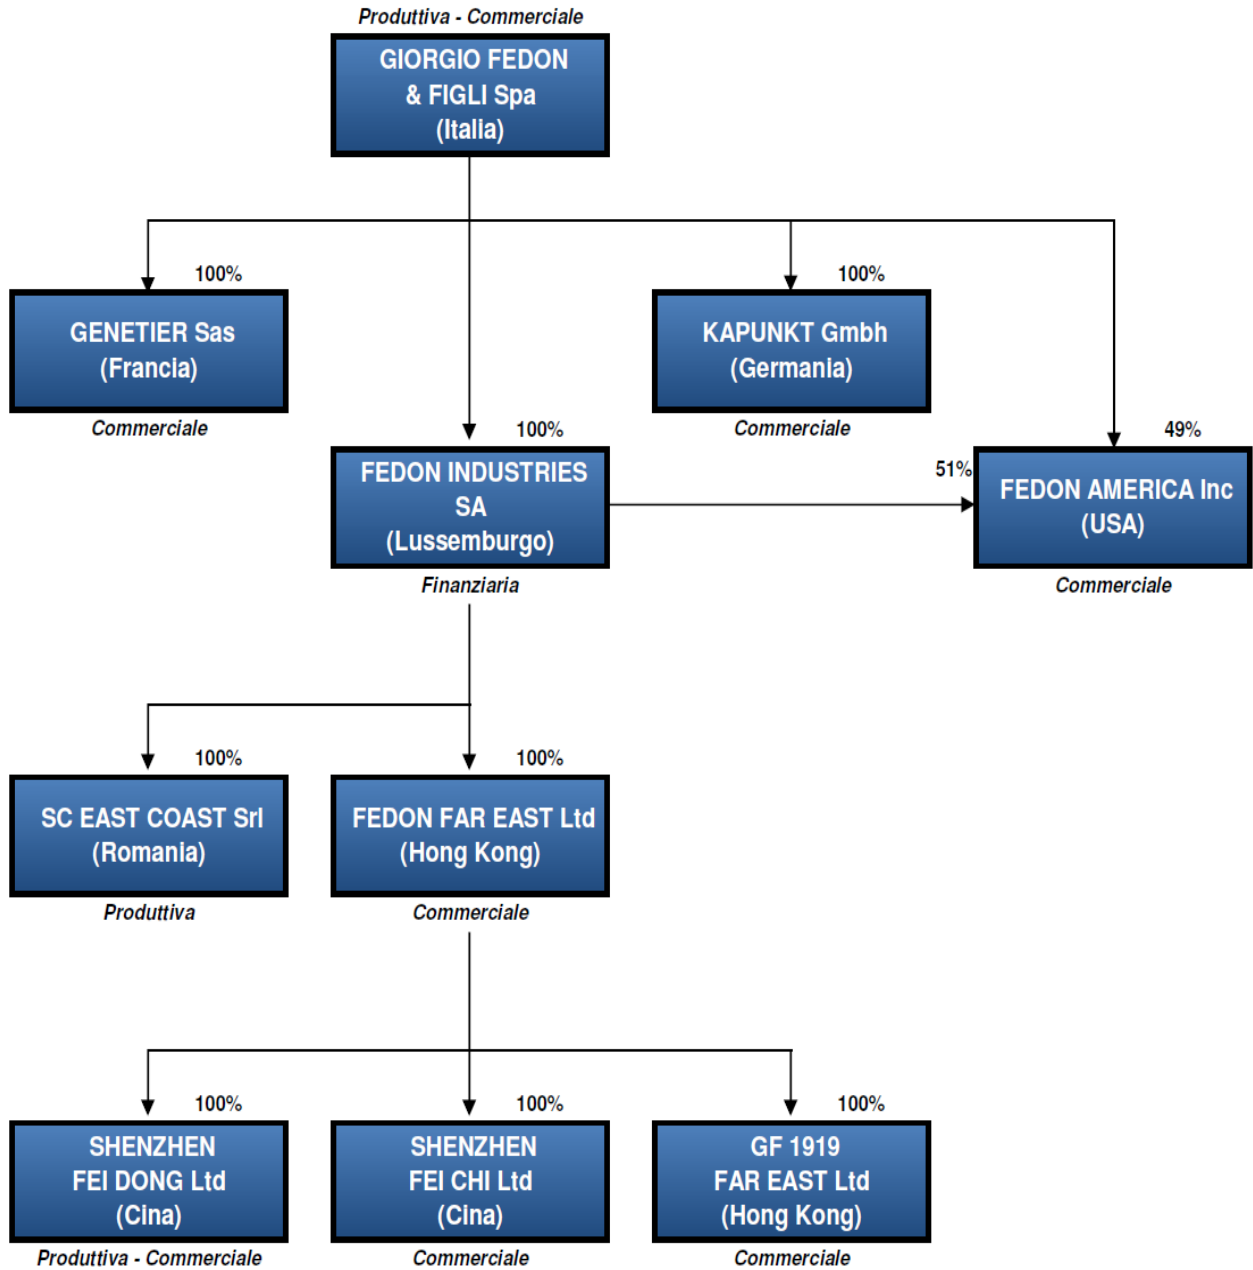 Produttiva - Commerciale
GIORGIO FEDON
& FIGLI Spa
(Italia)
100%
GENETIER Sas
(Francia)
Commerciale
100%
KAPUNKT Gmbh
(Germania)
Commerciale
100%
FEDON INDUSTRIES
SA
(Lussemburgo)
Finanziaria
51%
49%
FEDON AMERICA Inc
(USA)
Commerciale
100%
SC EAST COAST Srl
(Romania)
Produttiva
100%
FEDON FAR EAST Ltd
(Hong Kong)
Commerciale
100%
SHENZHEN
FEI DONG Ltd
(Cina)
Produttiva - Commerciale
100%
SHENZHEN
FEI CHI Ltd
(Cina)
Commerciale
100%
GF 1919
FAR EAST Ltd
(Hong Kong)
Commerciale